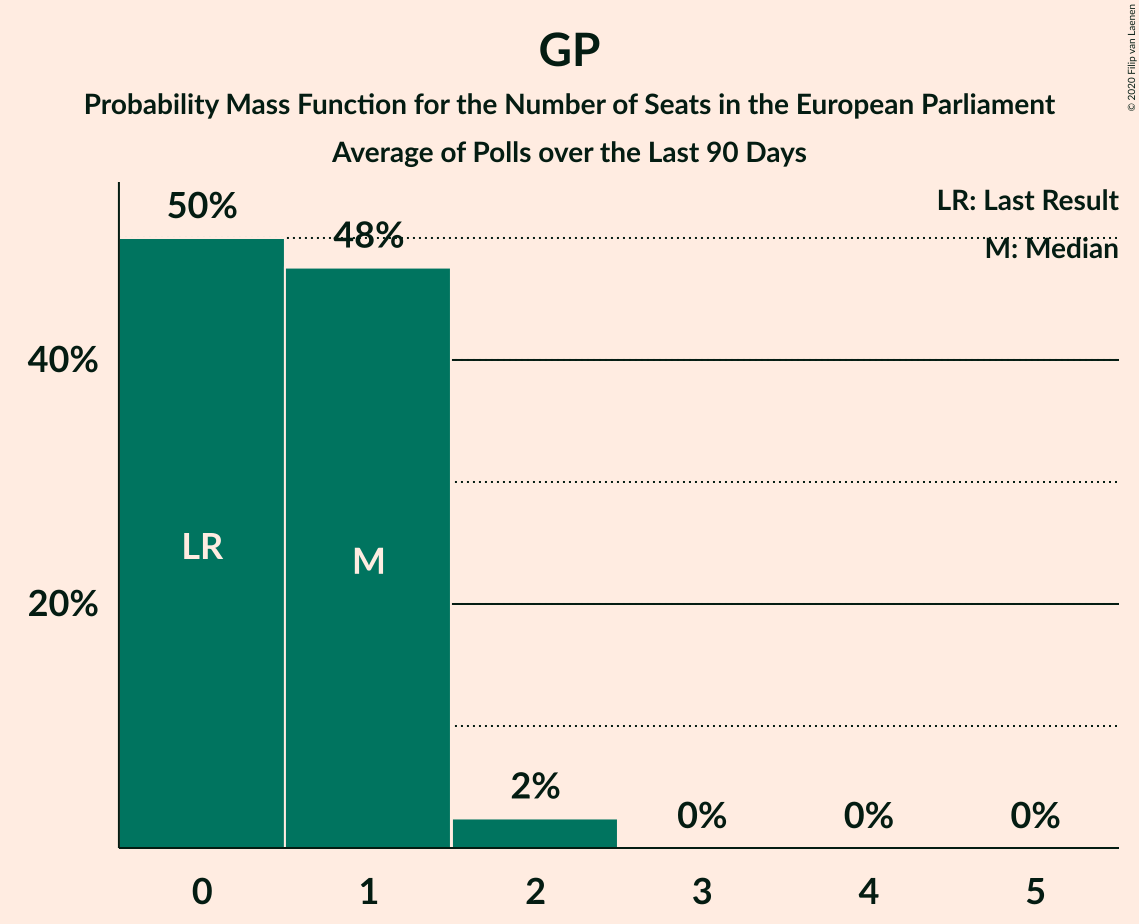 GP
Probability Mass Function for the Number of Seats in the European Parliament
Average of Polls over the Last 90 Days
© 2020 Filip van Laenen
LR: Last Result
M: Median
50%
48%
40%
LR
M
20%
2%
0%
0%
0%
0
1
2
3
4
5